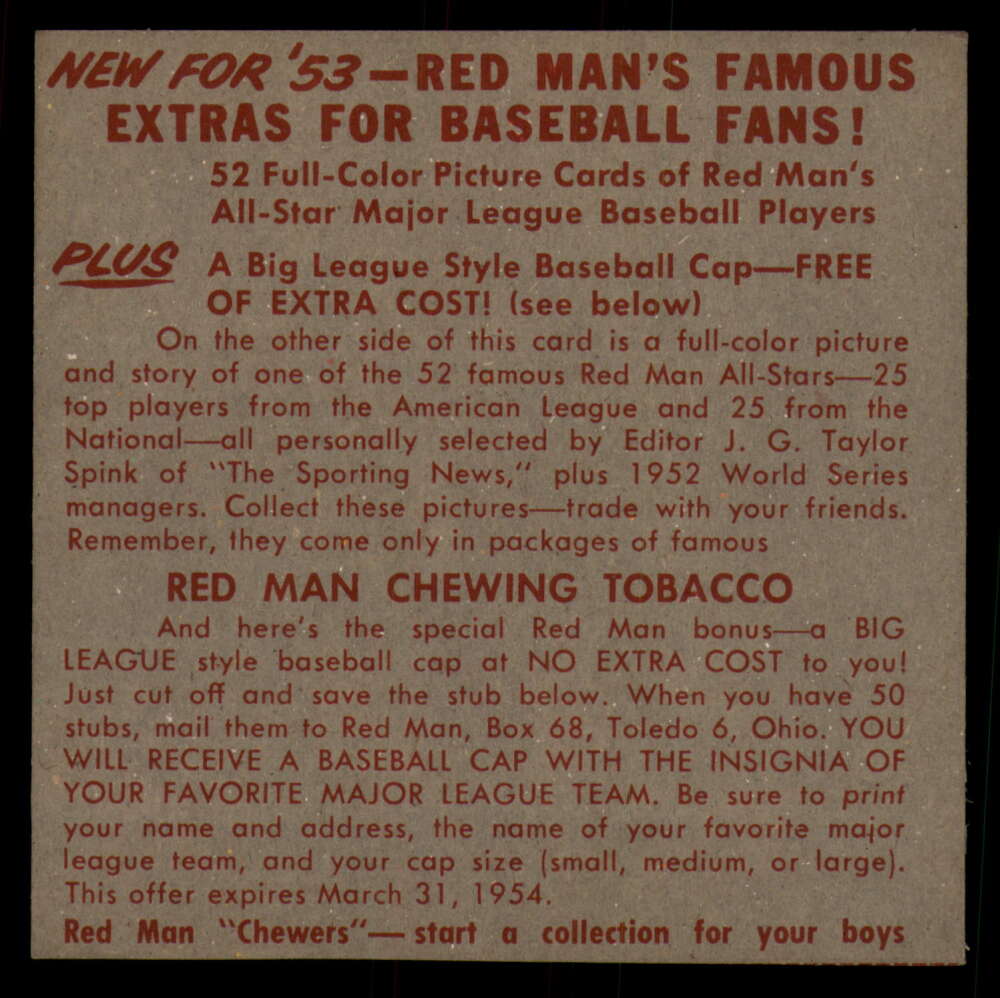 NEW FOR '53—RED MAN'S FAMOUS
EXTRAS FOR BASEBALL FANS!
52 Full-Color Picture Cards of Red Man's
All-Star Major League Baseball Players
PLUS A Big League Style Baseball Cap—FREE
OF EXTRA COST! (see below)
On the other side of this card is a full-color picture
and story of one of the 52 famous Red Man All-Stars—25
top players from the American League and 25 from the
National—all personally selected by Editor J. G. Taylor
Spink of "The Sporting News," plus 1952 World Series
managers. Collect these pictures—trade with your friends.
Remember, they come only in packages of famous
RED MAN CHEWING TOBACCO
And here's the special Red Man bonus—a BIG
LEAGUE style baseball cap at NO EXTRA COST to you!
Just cut off and save the stub below. When you have 50
stubs, mail them to Red Man, Box 68, Toledo 6, Ohio. YOU
WILL RECEIVE A BASEBALL CAP WITH THE INSIGNIA OF
YOUR FAVORITE MAJOR LEAGUE TEAM. Be sure to print
your name and address, the name of your favorite major
league team, and your cap size (small, medium, or large).
This offer expires March 31, 1954.
Red Man "Chewers"—start a collection for your boys